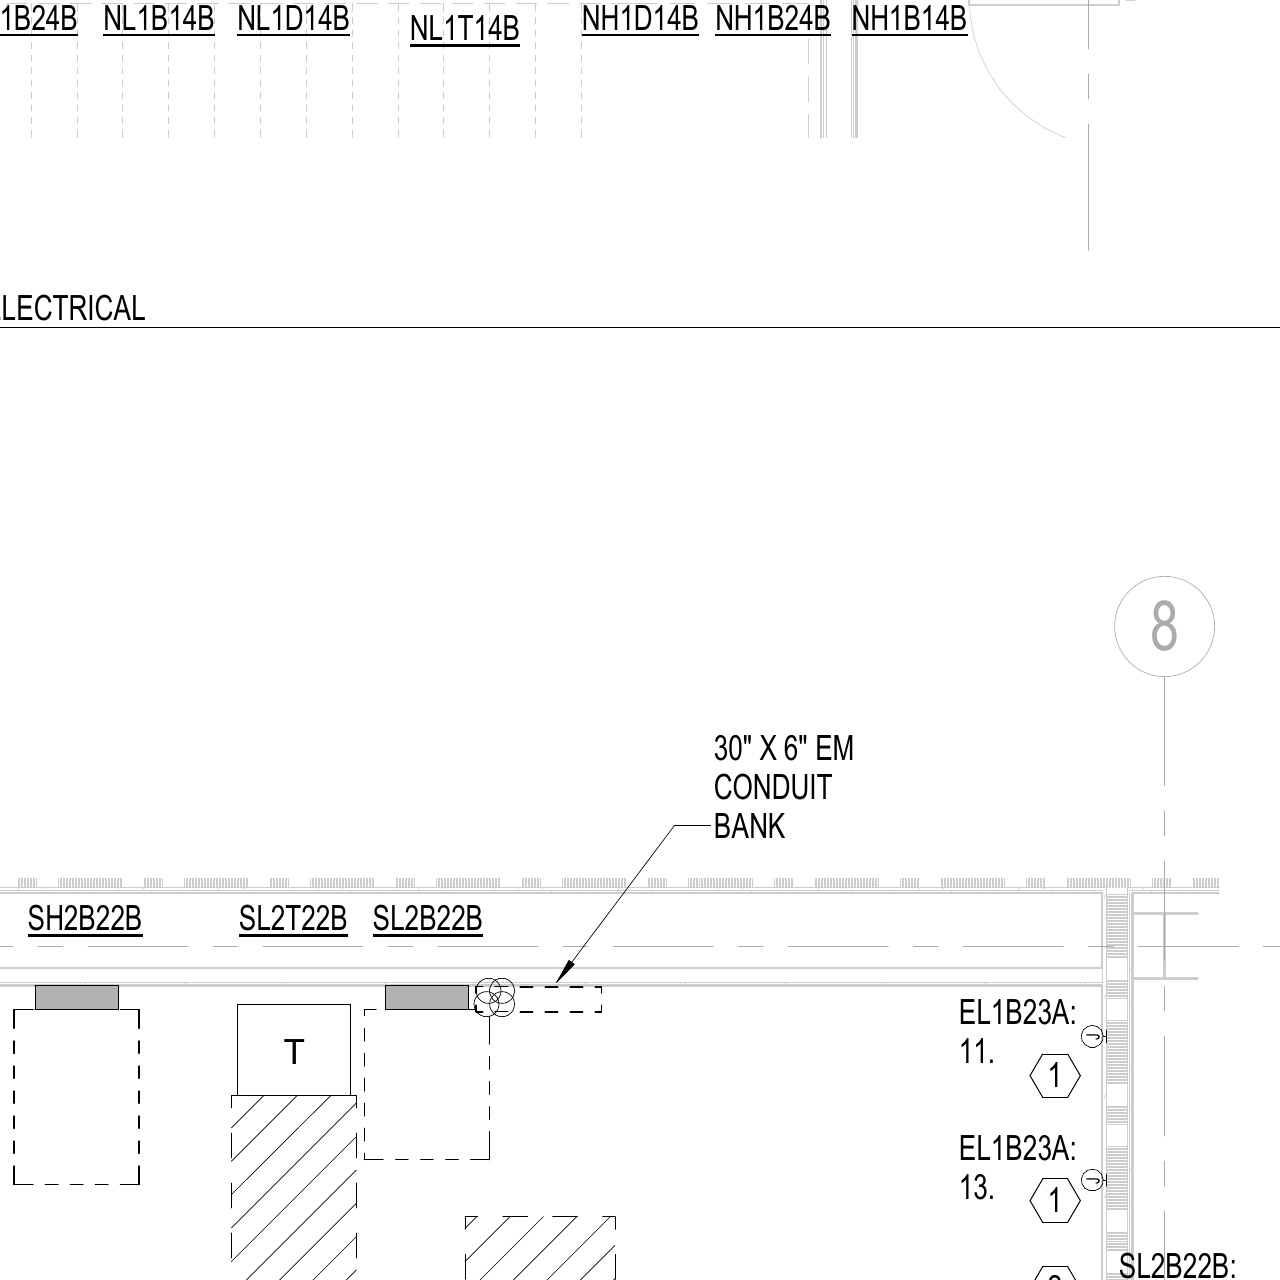 1B24B NL1B14B NL1D14B NL1T14B NH1D14B NH1B24B NH1B14B
LECTRICAL
8
30" X 6" EM
CONDUIT
BANK
SH2B22B SL2T22B SL2B22B
T
EL1B23A:
11.
1
J
EL1B23A:
13.
1
J
SL2B22B: